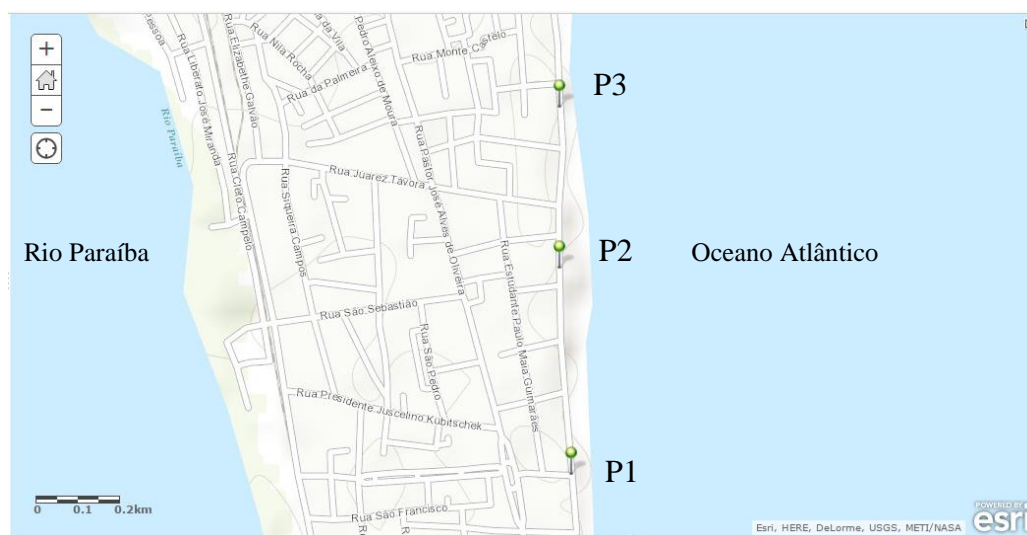 Rua Liberato José Miranda
Rua Elizabethe Galvão
Rua Nila Rocha
da Vila
Pedro Aleixo de Moura
Rua Monte Castelo
Rua da Palmeira
P3
Rio Paraíba
Rua Juarez Távora
Rua Pastor José Alves de Oliveira
Rua Cleto Campelo
Rua Siqueira Campos
Rio Paraíba
P2
Oceano Atlântico
Rua Estudante Paulo Maia Guimarães
Rua São Sebastião
Rua São Pedro
Rua Presidente Juscelino Kubitschek
P1
0 0.1 0.2km
Rua São Francisco
Esri, HERE, DeLorme, USGS, METI/NASA
POWERED BY
esri